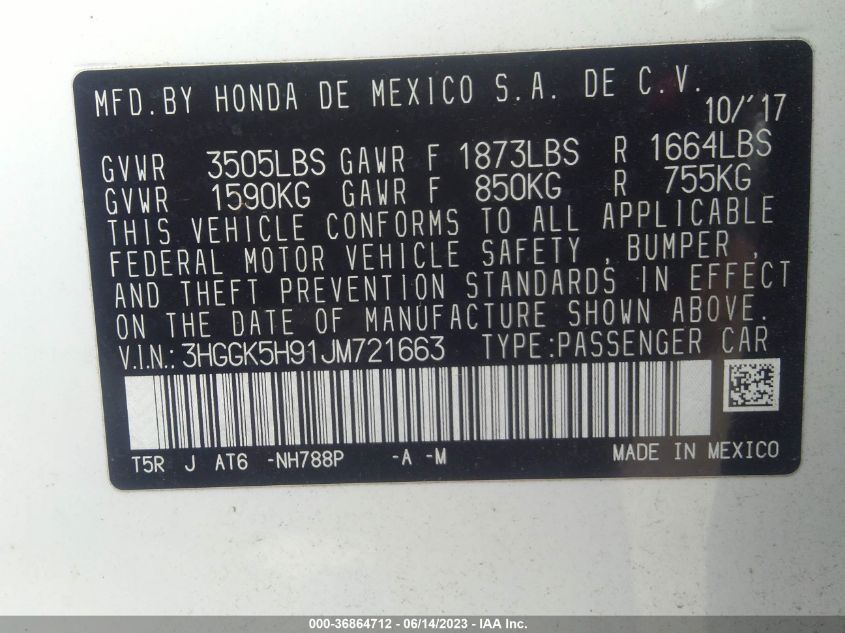 MFD.BY HONDA DE MEXICO S.A. DE C.V.
10/'17
GVWR 3505LBS GAWR F 1873LBS R 1664LBS
GVWR 1590KG GAWR F 850KG R 755KG
THIS VEHICLE CONFORMS TO ALL APPLICABLE
FEDERAL MOTOR VEHICLE SAFETY , BUMPER ,
AND THEFT PREVENTION STANDARDS IN EFFECT
ON THE DATE OF MANUFACTURE SHOWN ABOVE.
V.I.N.: 3HGGK5H91JM721663 TYPE:PASSENGER CAR
T5R J AT6 -NH788P -A -M MADE IN MEXICO
000-36864712 - 06/14/2023 - IAA Inc.